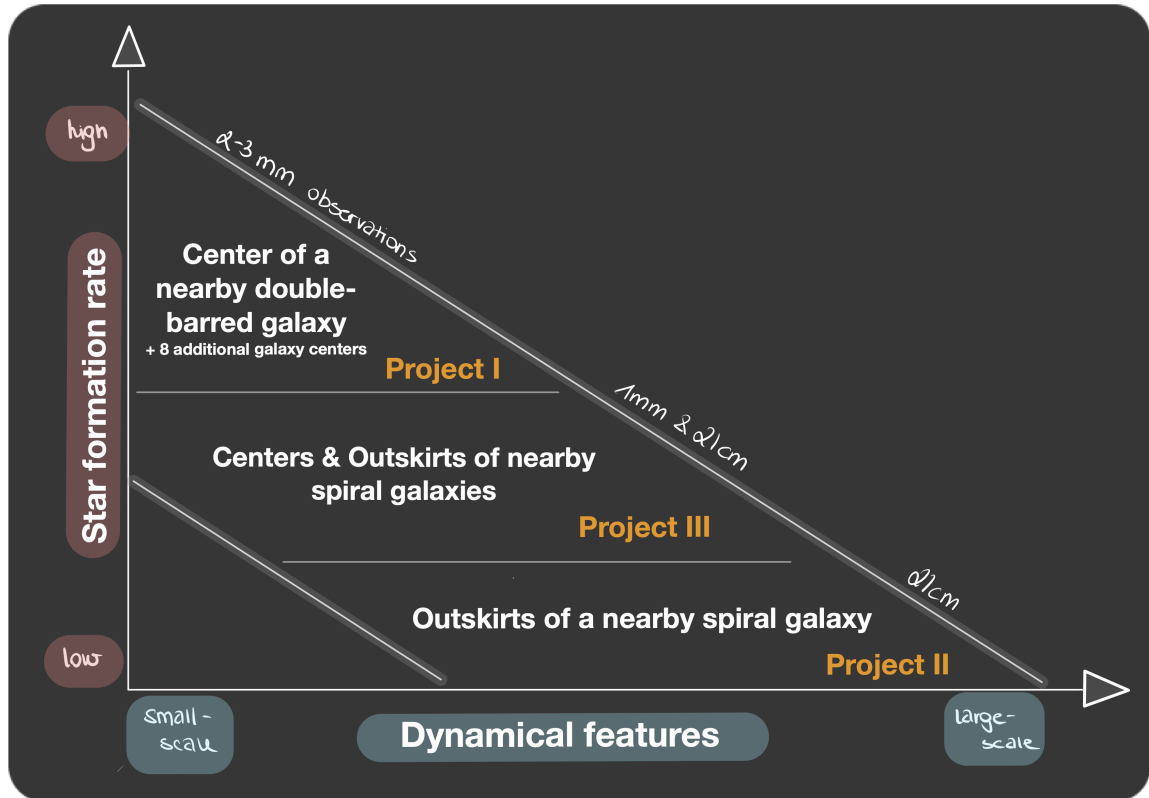 high
2-3 mm observations
Center of a
nearby double-
barred galaxy
+ 8 additional galaxy centers
Project I
Star formation rate
1mm & 21cm
Centers & Outskirts of nearby
spiral galaxies
Project III
21cm
Outskirts of a nearby spiral galaxy
Project II
low
small-
scale
Dynamical features
large-
scale